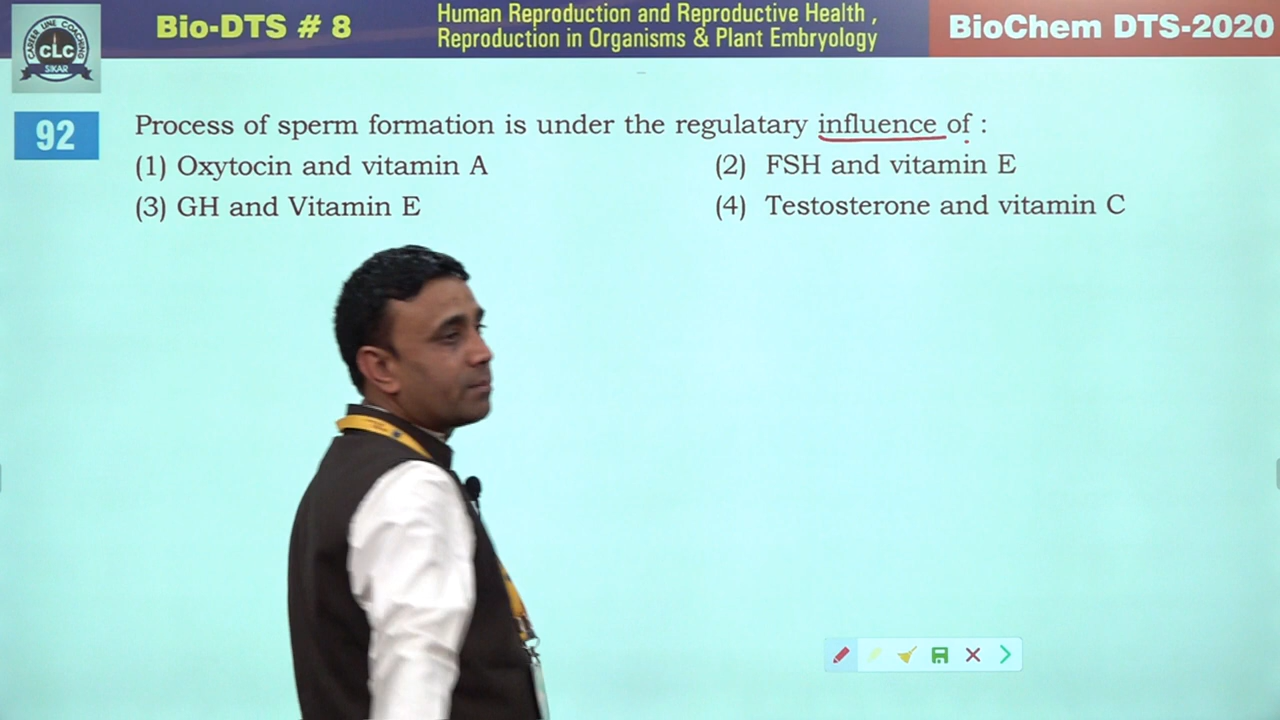 Bio-DTS # 8
Human Reproduction and Reproductive Health ,
Reproduction in Organisms & Plant Embryology
BioChem DTS-2020
CAREER LINE COACHING
CLC
SIKAR
92
Process of sperm formation is under the regulatary influence of :
(1) Oxytocin and vitamin A
(2) FSH and vitamin E
(3) GH and Vitamin E
(4) Testosterone and vitamin C